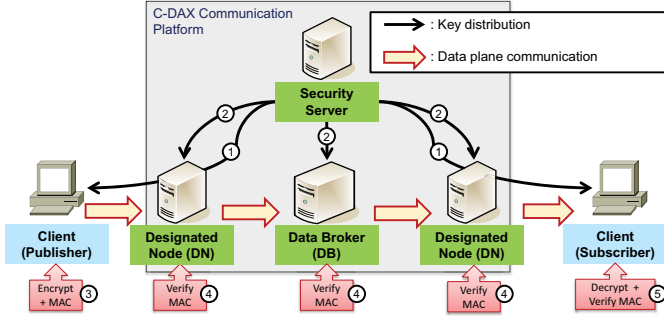 C-DAX Communication
Platform
: Key distribution
: Data plane communication
Security
Server
2
2
2
1
1
Client
(Publisher)
Designated
Node (DN)
Data Broker
(DB)
Designated
Node (DN)
Client
(Subscriber)
Encrypt
+ MAC
3
Verify
MAC
4
Verify
MAC
4
Verify
MAC
4
Decrypt +
Verify MAC
5